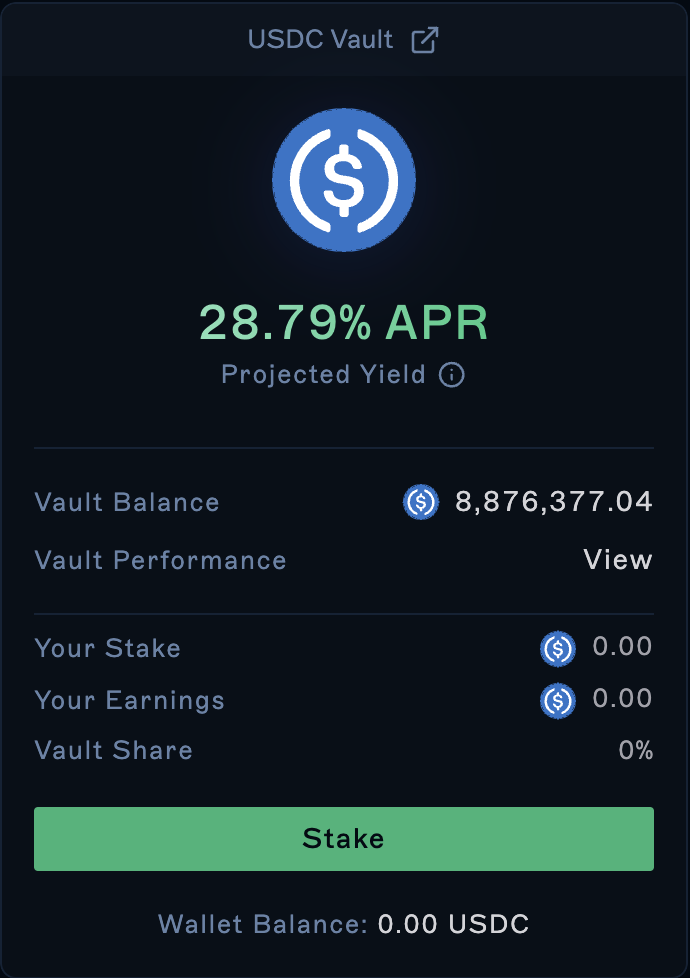 USDC Vault
28.79% APR
Projected Yield
Vault Balance 8,876,377.04
Vault Performance View
Your Stake 0.00
Your Earnings 0.00
Vault Share 0%
Stake
Wallet Balance: 0.00 USDC